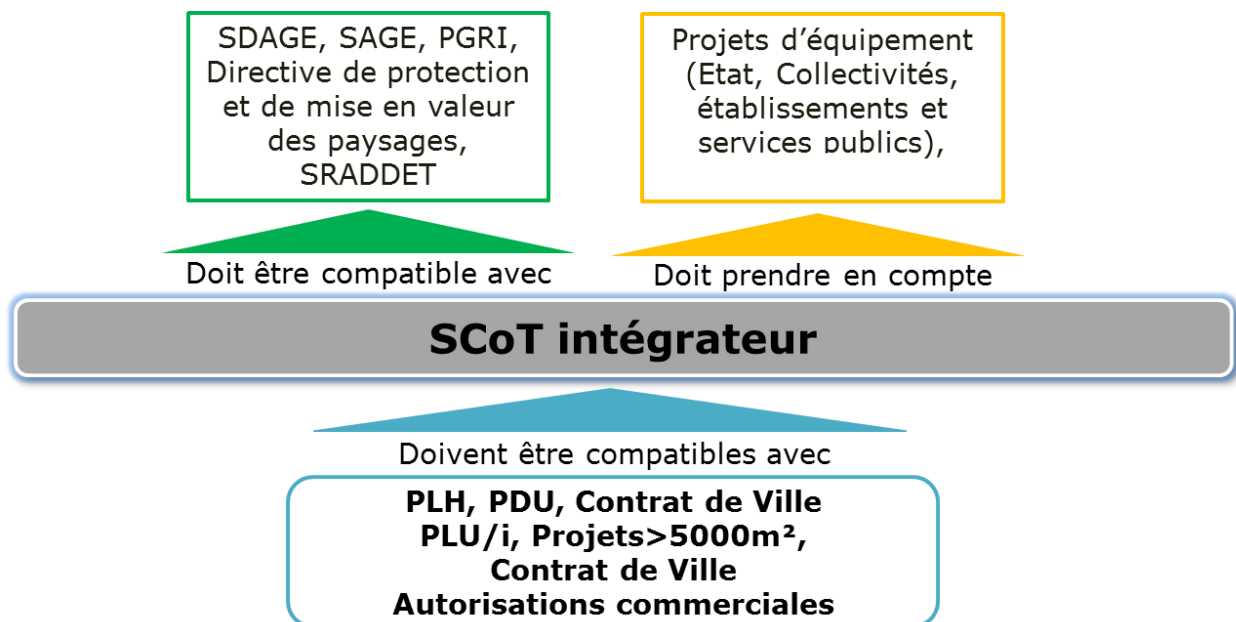 SDAGE, SAGE, PGRI,
Directive de protection
et de mise en valeur
des paysages,
SRADDET
Projets d’équipement
(Etat, Collectivités,
établissements et
services publics),
Doit être compatible avec
Doit prendre en compte
SCoT intégrateur
Doivent être compatibles avec
PLH, PDU, Contrat de Ville
PLU/i, Projets>5000m²,
Contrat de Ville
Autorisations commerciales